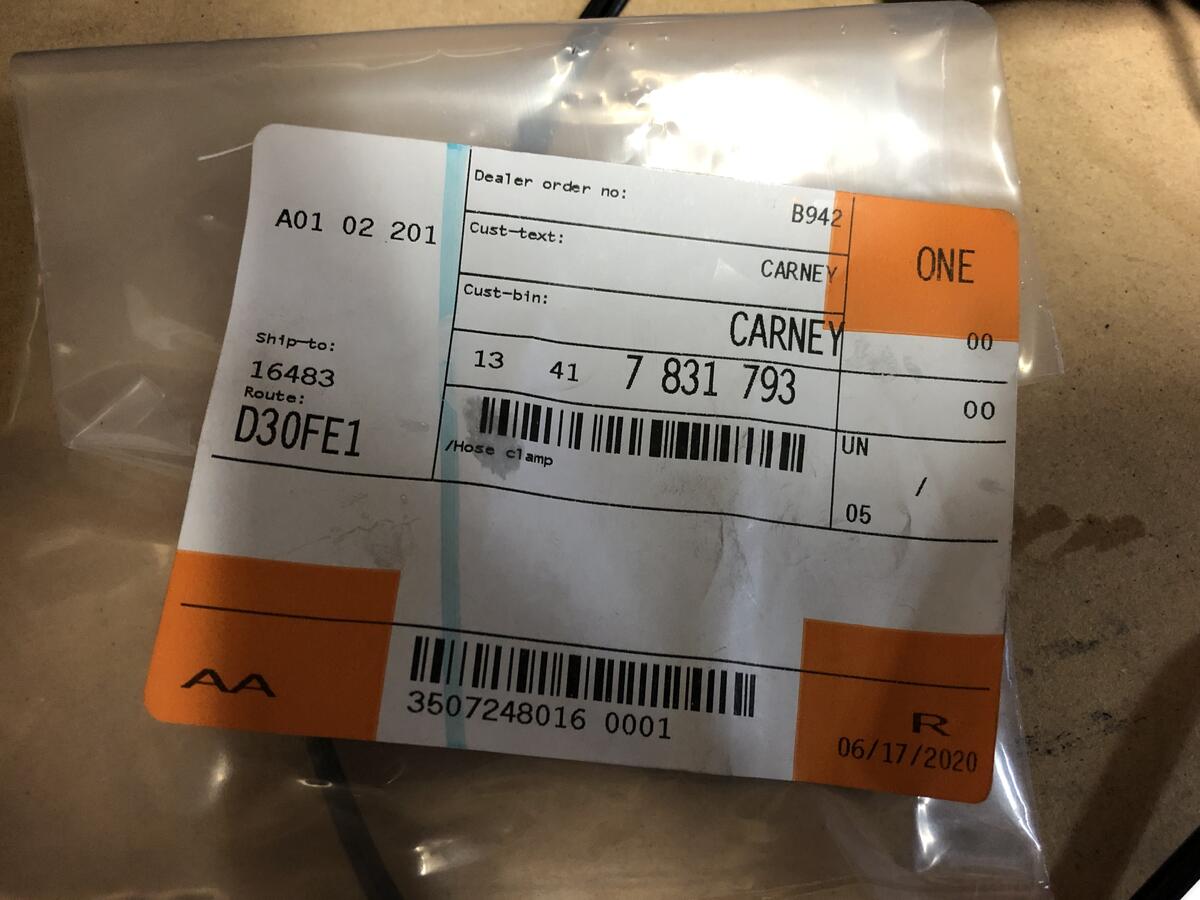 A01 02 201
Dealer order no:
B942
Cust-text:
CARNEY
Cust-bin:
CARNEY
ONE
00
Ship-to:
16483
Route:
D30FE1
13 41 7 831 793
00
/Hose clamp
UN
/
05
AA
3507248016 0001
R
06/17/2020